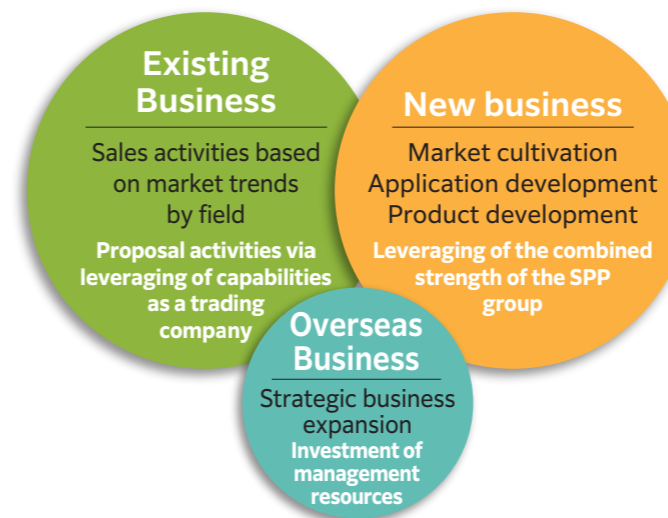 Existing
Business
Sales activities based
on market trends
by field
Proposal activities via
leveraging of capabilities
as a trading
company
New business
Market cultivation
Application development
Product development
Leveraging of the combined
strength of the SPP
group
Overseas
Business
Strategic business
expansion
Investment of
management
resources